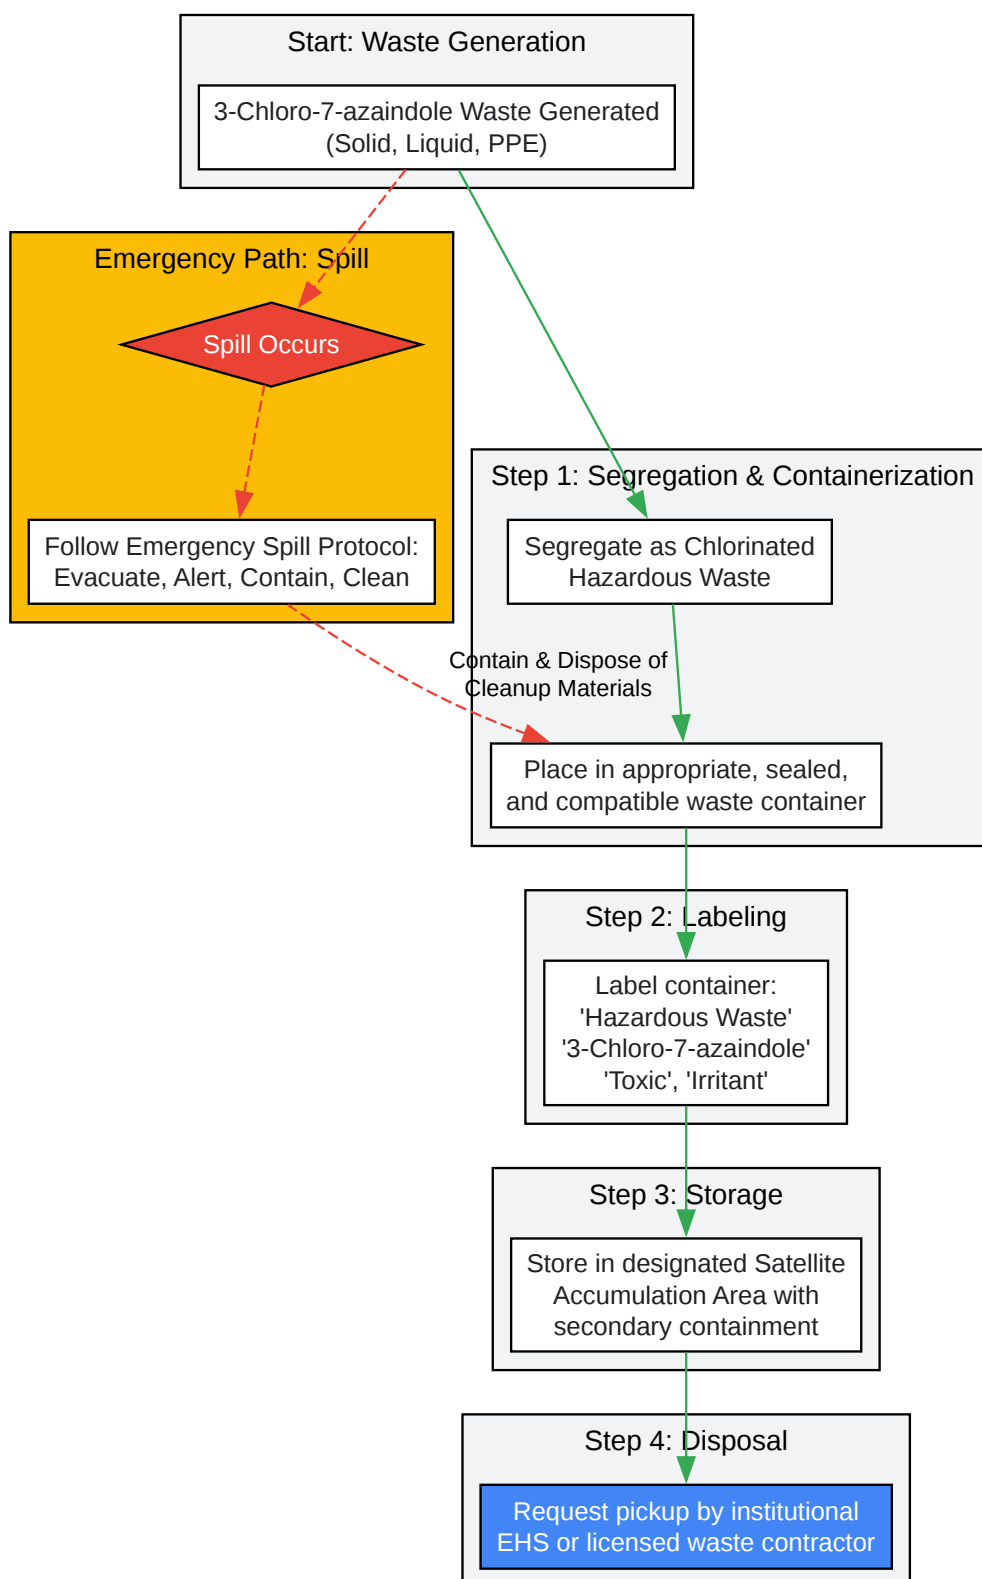 Start: Waste Generation
3-Chloro-7-azaindole Waste Generated
(Solid, Liquid, PPE)
Emergency Path: Spill
Spill Occurs
Follow Emergency Spill Protocol:
Evacuate, Alert, Contain, Clean
Step 1: Segregation & Containerization
Segregate as Chlorinated
Hazardous Waste
Contain & Dispose of
Cleanup Materials
Place in appropriate, sealed,
and compatible waste container
Step 2: Labeling
Label container:
'Hazardous Waste'
'3-Chloro-7-azaindole'
'Toxic', 'Irritant'
Step 3: Storage
Store in designated Satellite
Accumulation Area with
secondary containment
Step 4: Disposal
Request pickup by institutional
EHS or licensed waste contractor